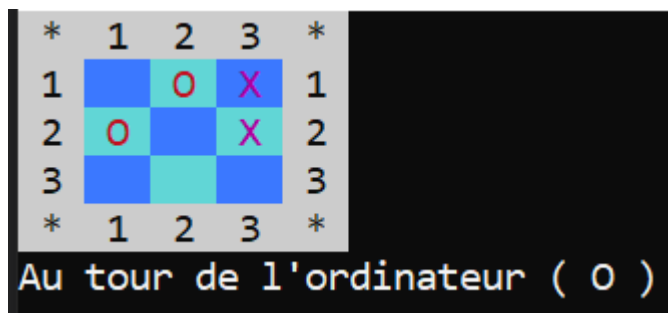 * 1 2 3 *
1 O X 1
2 O X 2
3 3
* 1 2 3 *
Au tour de l'ordinateur ( O )